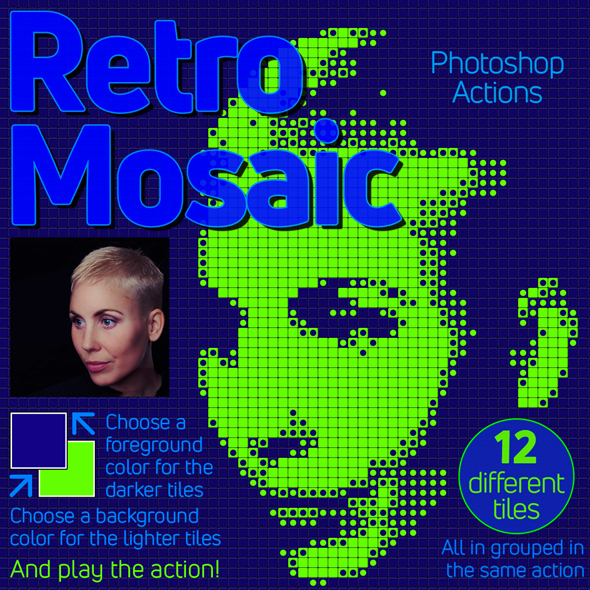 Retro
Mosaic
Photoshop
Actions
Choose a
foreground
color for the
darker tiles
Choose a background
color for the lighter tiles
And play the action!
12
different
tiles
All in grouped in
the same action